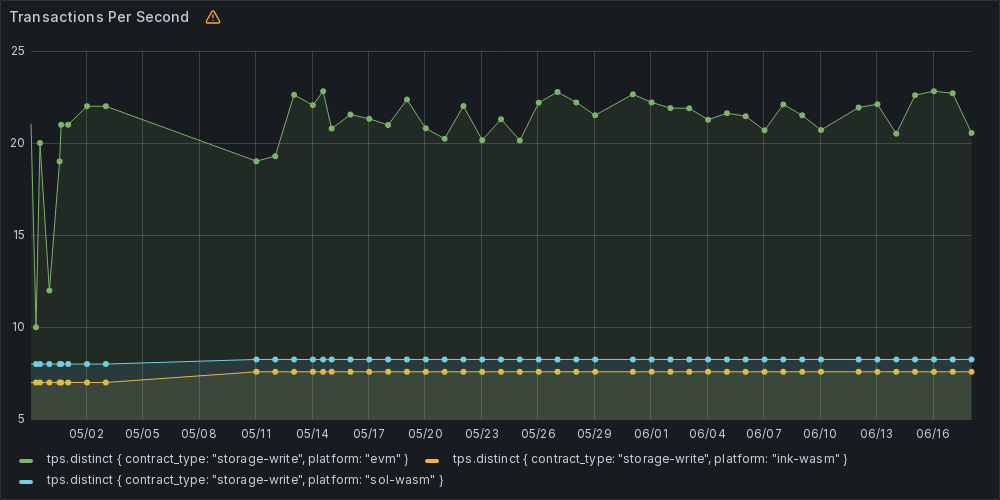 Transactions Per Second
25
20
15
10
5
05/02 05/05 05/08 05/11 05/14 05/17 05/20 05/23 05/26 05/29 06/01 06/04 06/07 06/10 06/13 06/16
tps.distinct { contract_type: "storage-write", platform: "evm" } tps.distinct { contract_type: "storage-write", platform: "ink-wasm" }
tps.distinct { contract_type: "storage-write", platform: "sol-wasm" }